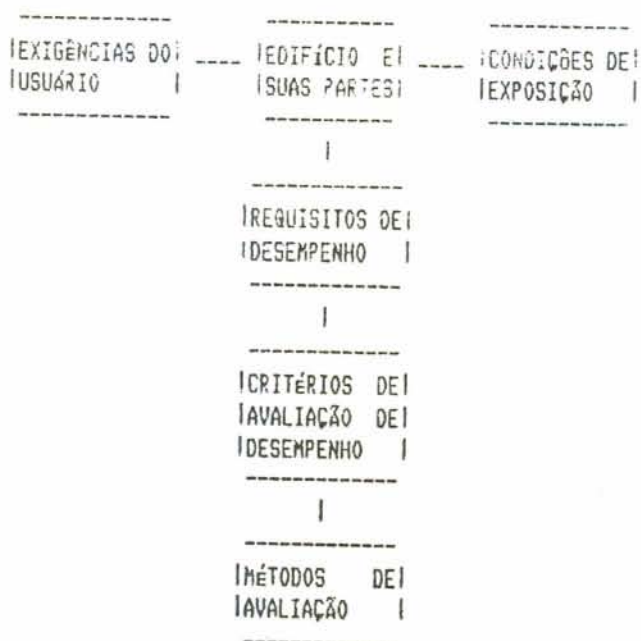 EXIGÊNCIAS DO EDIFÍCIO E CONDIÇÕES DE
USUÁRIO SUAS PARTES EXPOSIÇÃO
REQUISITOS DE
DESEMPENHO
CRITÉRIOS DE
AVALIAÇÃO DE
DESEMPENHO
MÉTODOS DE
AVALIAÇÃO